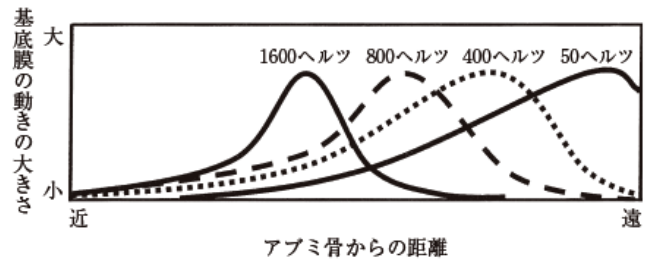 基底膜の動きの大きさ
大
1600ヘルツ 800ヘルツ 400ヘルツ 50ヘルツ
小
近 遠
アブミ骨からの距離